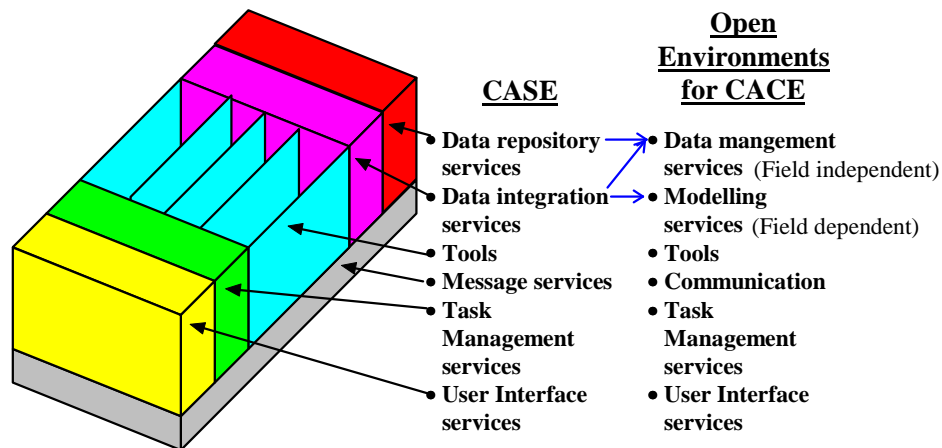 CASE
• Data repository
services
• Data integration
services
• Tools
• Message services
• Task
Management
services
• User Interface
services
Open
Environments
for CACE
• Data mangement
services (Field independent)
• Modelling
services (Field dependent)
• Tools
• Communication
• Task
Management
services
• User Interface
services